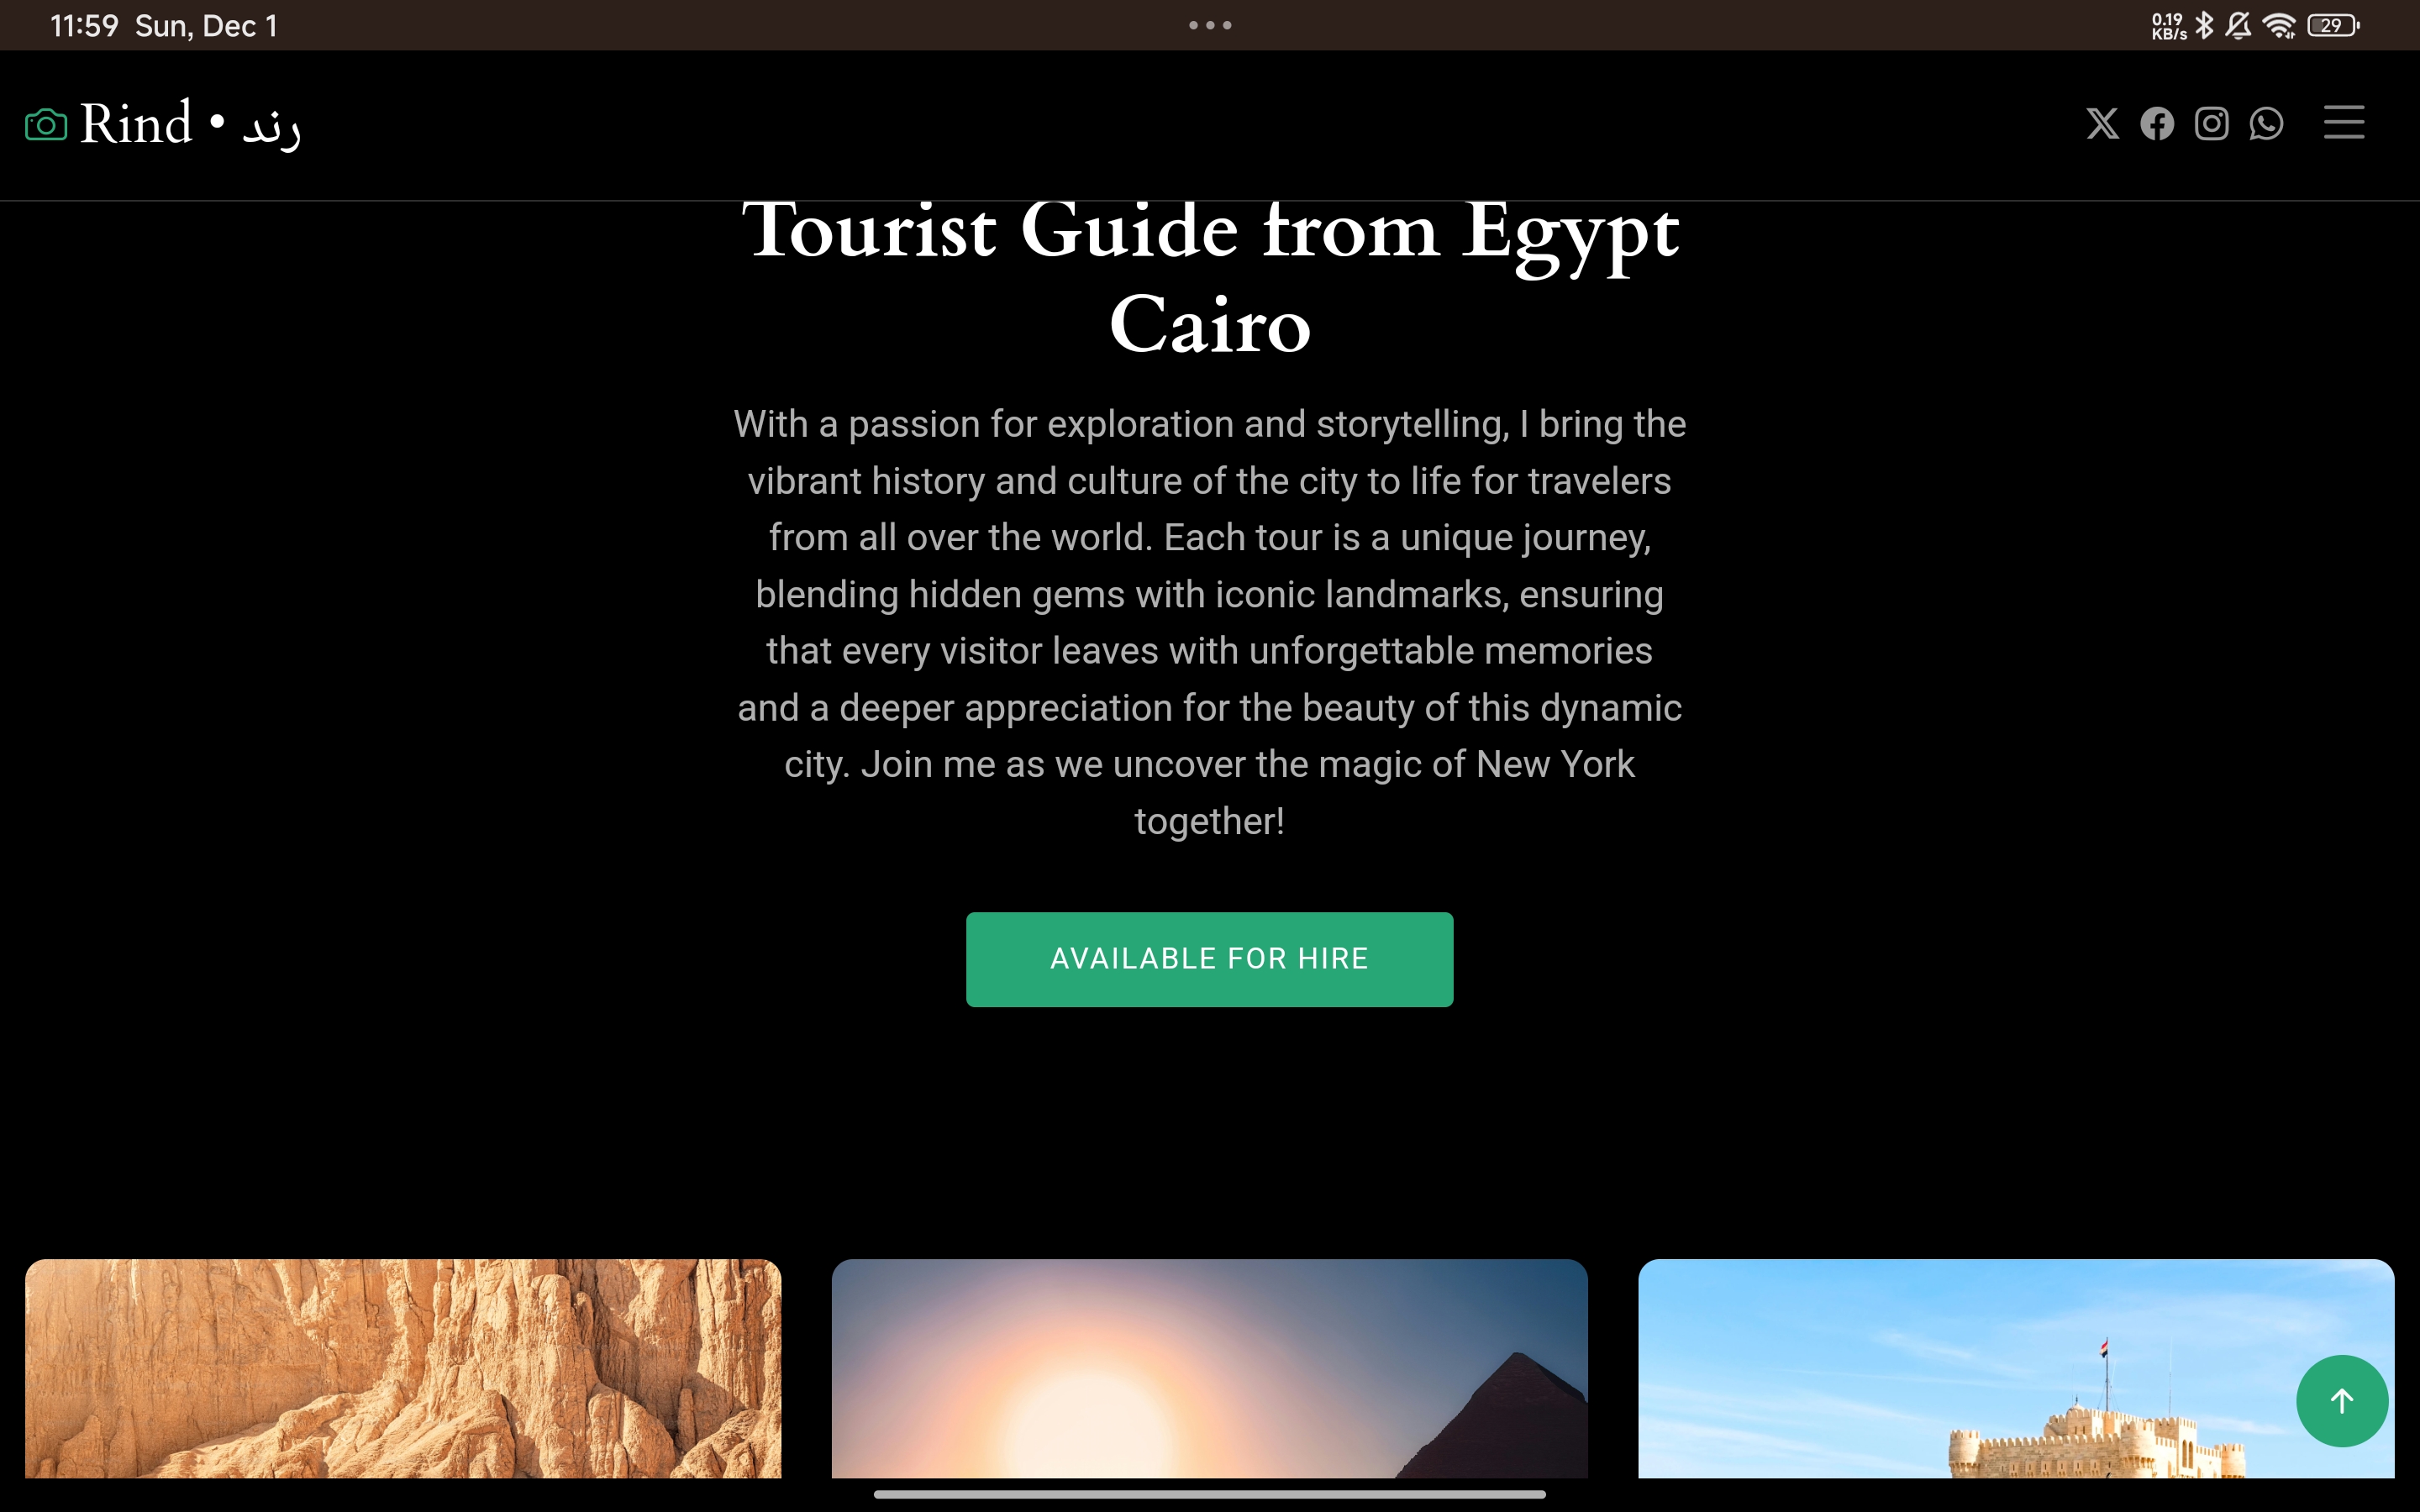 11:59 Sun, Dec 1
0.19 KB/s
29
Rind • رند
Tourist Guide from Egypt
Cairo
With a passion for exploration and storytelling, I bring the
vibrant history and culture of the city to life for travelers
from all over the world. Each tour is a unique journey,
blending hidden gems with iconic landmarks, ensuring
that every visitor leaves with unforgettable memories
and a deeper appreciation for the beauty of this dynamic
city. Join me as we uncover the magic of New York
together!
AVAILABLE FOR HIRE